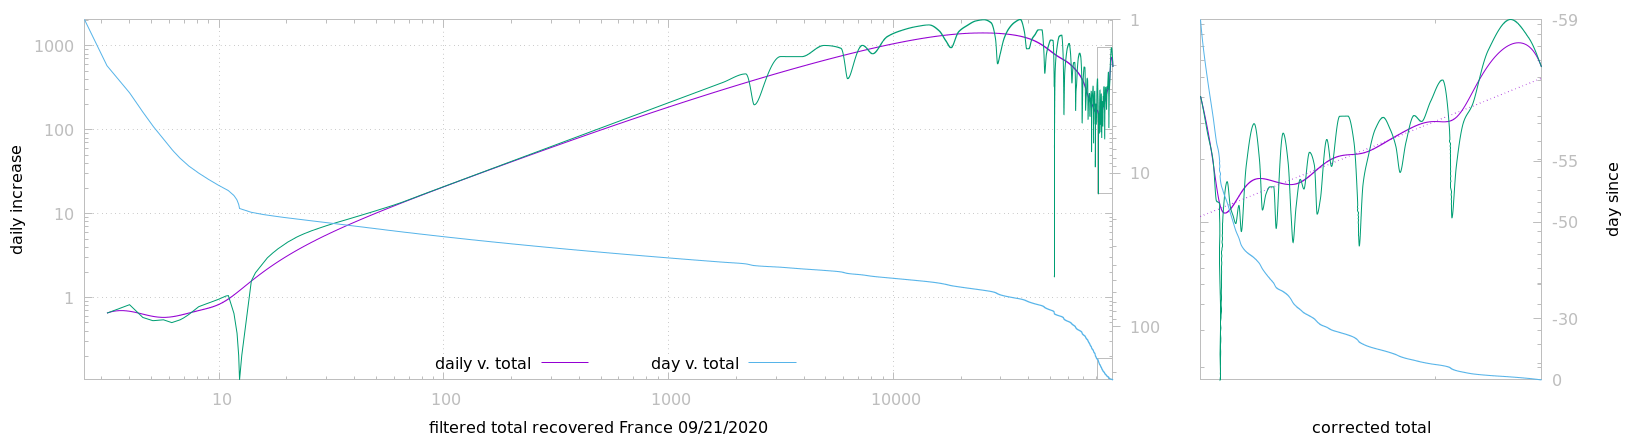 1000
100
10
1
daily increase
10
100
1000
10000
1
10
100
daily v. total
day v. total
filtered total recovered France 09/21/2020
-59
-55
-50
-30
0
day since
corrected total